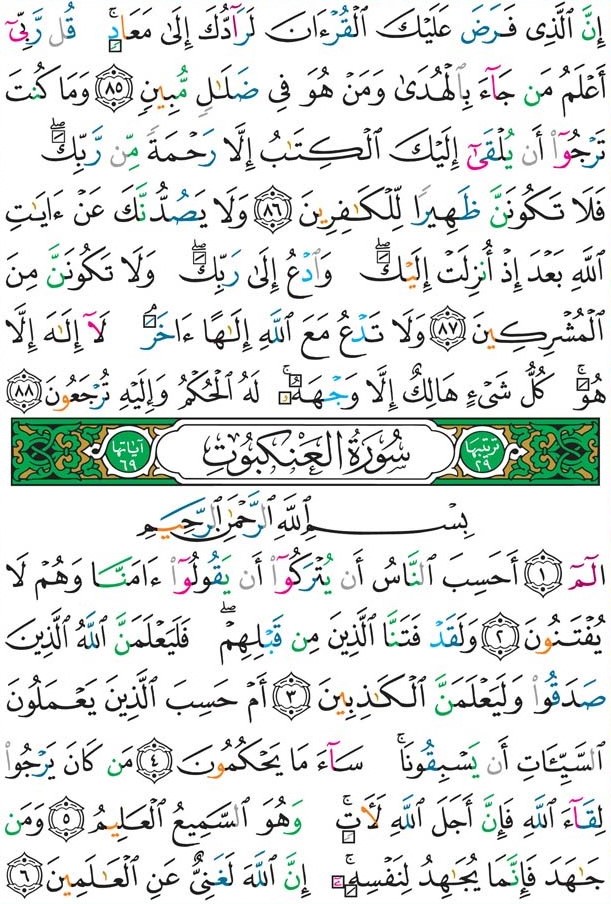 إِنَّ ٱلَّذِى فَرَضَ عَلَيْكَ ٱلْقُرْءَانَ لَرَآدُّكَ إِلَىٰ مَعَادٍۚ قُل رَّبِّىٓ
أَعْلَمُ مَن جَآءَ بِٱلْهُدَىٰ وَمَنْ هُوَ فِى ضَلَـٰلٍ مُّبِينٍ ٨٥ وَمَا كُنتَ
تَرْجُوٓا۟ أَن يُلْقَىٰٓ إِلَيْكَ ٱلْكِتَـٰبُ إِلَّا رَحْمَةً مِّن رَّبِّكَۖ
فَلَا تَكُونَنَّ ظَهِيرًا لِّلْكَـٰفِرِينَ ٨٦ وَلَا يَصُدُّنَّكَ عَنْ ءَايَـٰتِ
ٱللَّهِ بَعْدَ إِذْ أُنزِلَتْ إِلَيْكَۖ وَٱدْعُ إِلَىٰ رَبِّكَۖ وَلَا تَكُونَنَّ مِنَ
ٱلْمُشْرِكِينَ ٨٧ وَلَا تَدْعُ مَعَ ٱللَّهِ إِلَـٰهًا ءَاخَرَۘ لَآ إِلَـٰهَ إِلَّا
هُوَۚ كُلُّ شَىْءٍ هَالِكٌ إِلَّا وَجْهَهُۥۚ لَهُ ٱلْحُكْمُ وَإِلَيْهِ تُرْجَعُونَ ٨٨
ترتيبها ٢٩ سُورَةُ العَنكَبُوت آياتها ٦٩
بِسْمِ ٱللَّهِ ٱلرَّحْمَـٰنِ ٱلرَّحِيمِ
الٓمٓ ١ أَحَسِبَ ٱلنَّاسُ أَن يُتْرَكُوٓا۟ أَن يَقُولُوٓا۟ ءَامَنَّا وَهُمْ لَا
يُفْتَنُونَ ٢ وَلَقَدْ فَتَنَّا ٱلَّذِينَ مِن قَبْلِهِمْۖ فَلَيَعْلَمَنَّ ٱللَّهُ ٱلَّذِينَ
صَدَقُوا۟ وَلَيَعْلَمَنَّ ٱلْكَـٰذِبِينَ ٣ أَمْ حَسِبَ ٱلَّذِينَ يَعْمَلُونَ
ٱلسَّيِّـَٔاتِ أَن يَسْبِقُونَاۚ سَآءَ مَا يَحْكُمُونَ ٤ مَن كَانَ يَرْجُوا۟
لِقَآءَ ٱللَّهِ فَإِنَّ أَجَلَ ٱللَّهِ لَـَٔاتٍۚ وَهُوَ ٱلسَّمِيعُ ٱلْعَلِيمُ ٥ وَمَن
جَـٰهَدَ فَإِنَّمَا يُجَـٰهِدُ لِنَفْسِهِۦٓۚ إِنَّ ٱللَّهَ لَغَنِىٌّ عَنِ ٱلْعَـٰلَمِينَ ٦